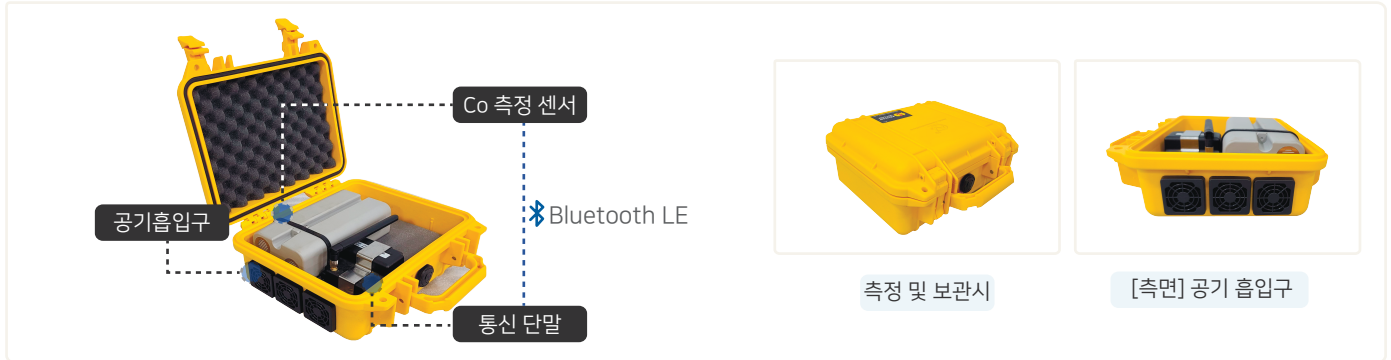 Co 측정 센서
공기흡입구
Bluetooth LE
통신 단말
측정 및 보관시
[측면] 공기 흡입구